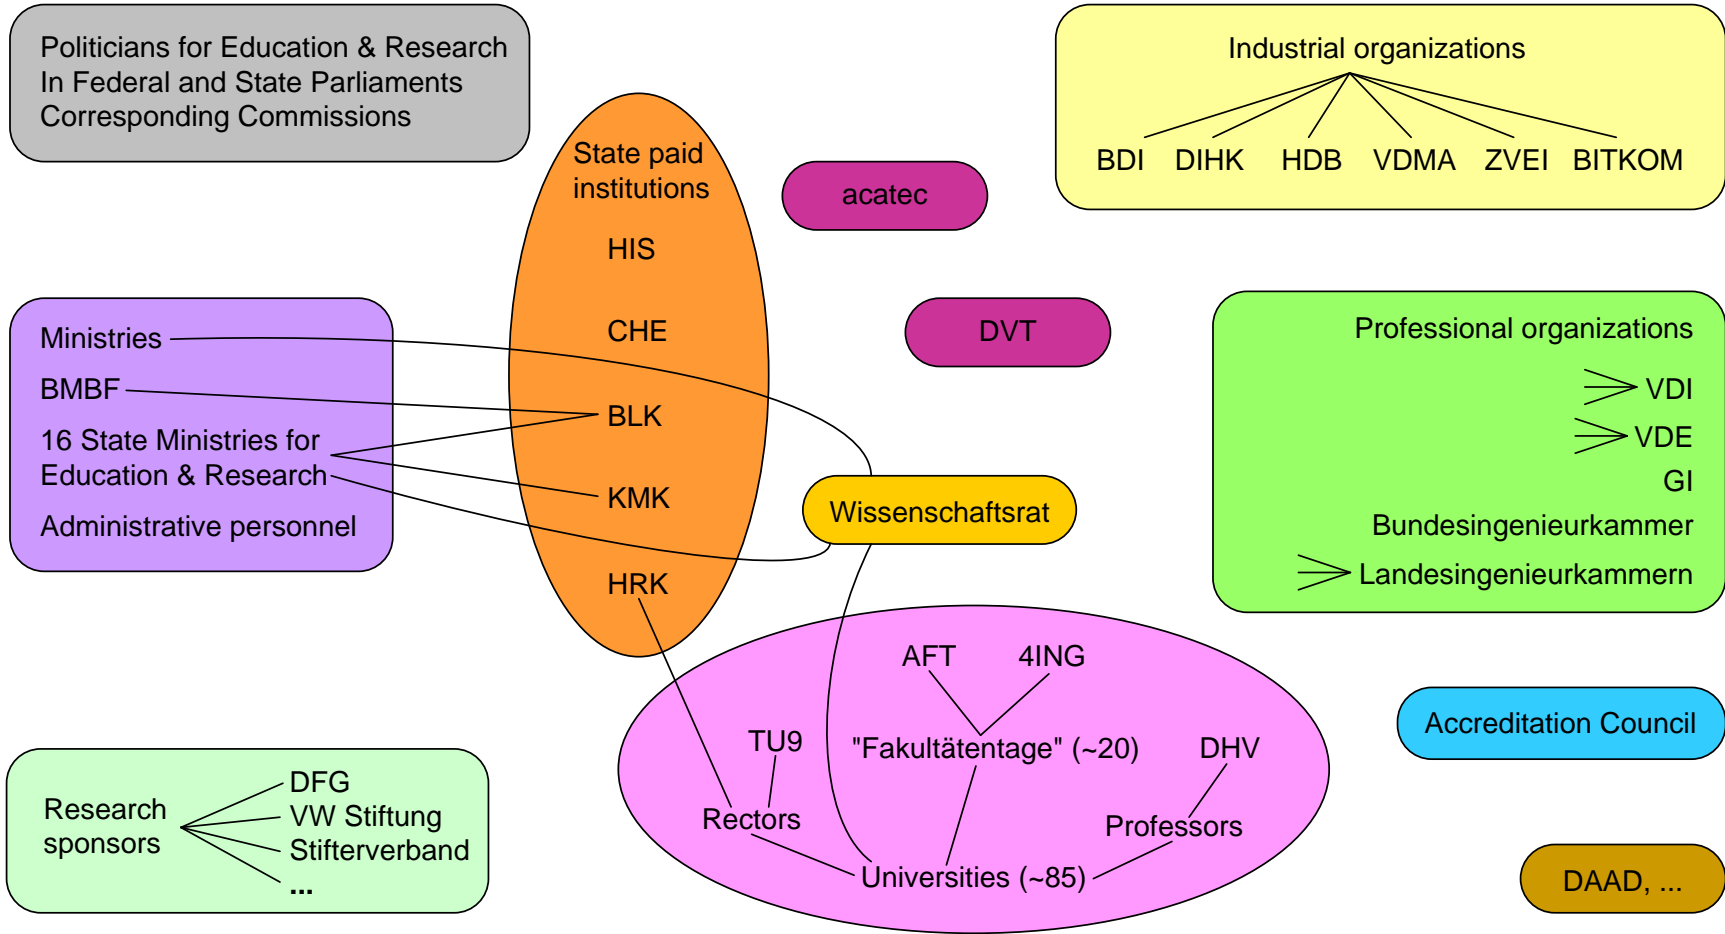 Politicians for Education & Research
In Federal and State Parliaments
Corresponding Commissions
Industrial organizations
BDI DIHK HDB VDMA ZVEI BITKOM
State paid
institutions
HIS
CHE
BLK
KMK
HRK
acatec
DVT
Ministries
BMBF
16 State Ministries for
Education & Research
Administrative personnel
Wissenschaftsrat
Professional organizations
VDI
VDE
GI
Bundesingenieurkammer
Landesingenieurkammern
AFT 4ING
TU9 "Fakultätentage" (~20) DHV
Rectors Professors
Universities (~85)
Accreditation Council
Research
sponsors
DFG
VW Stiftung
Stifterverband
...
DAAD, ...